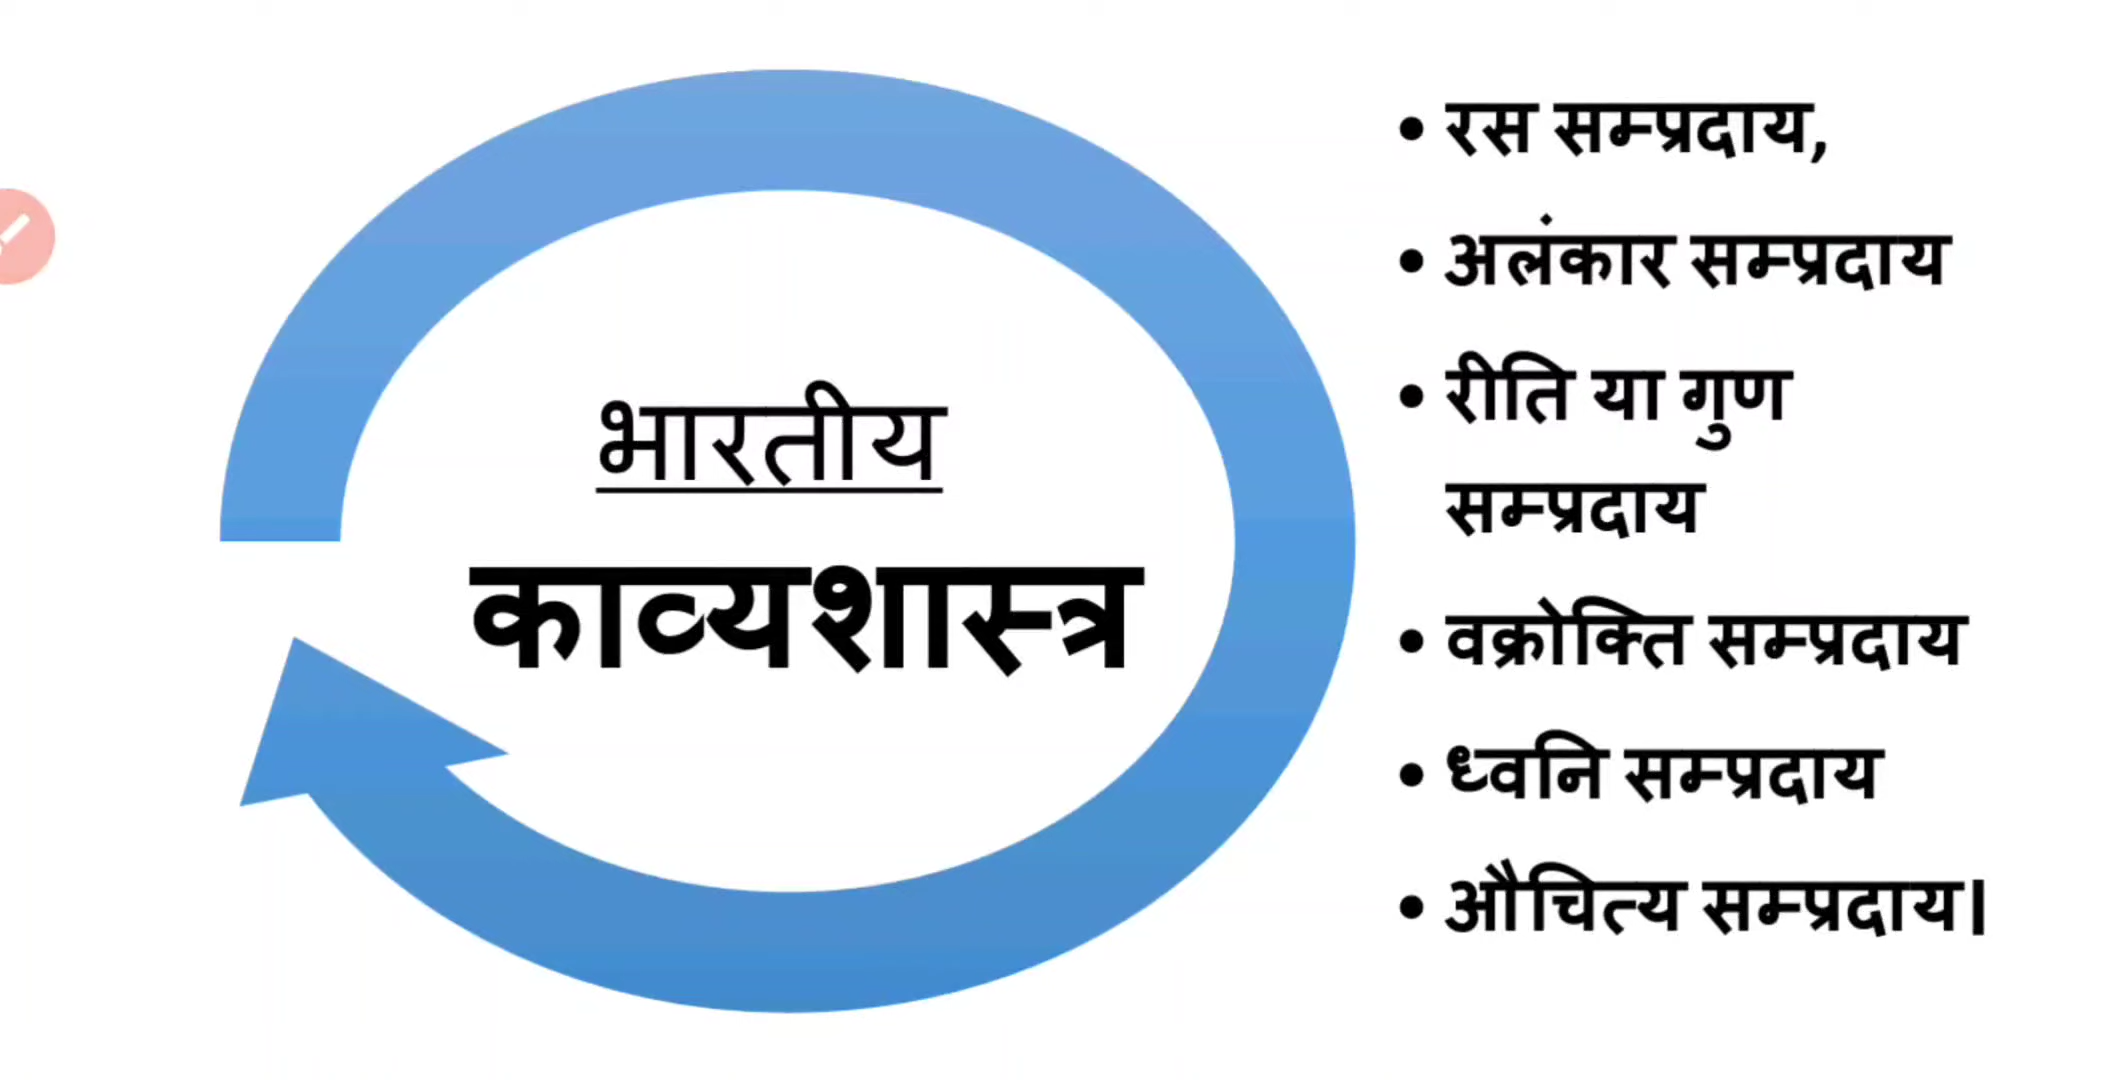 भारतीय
काव्यशास्त्र
• रस सम्प्रदाय,
• अलंकार सम्प्रदाय
• रीति या गुण
सम्प्रदाय
• वक्रोक्ति सम्प्रदाय
• ध्वनि सम्प्रदाय
• औचित्य सम्प्रदाय।